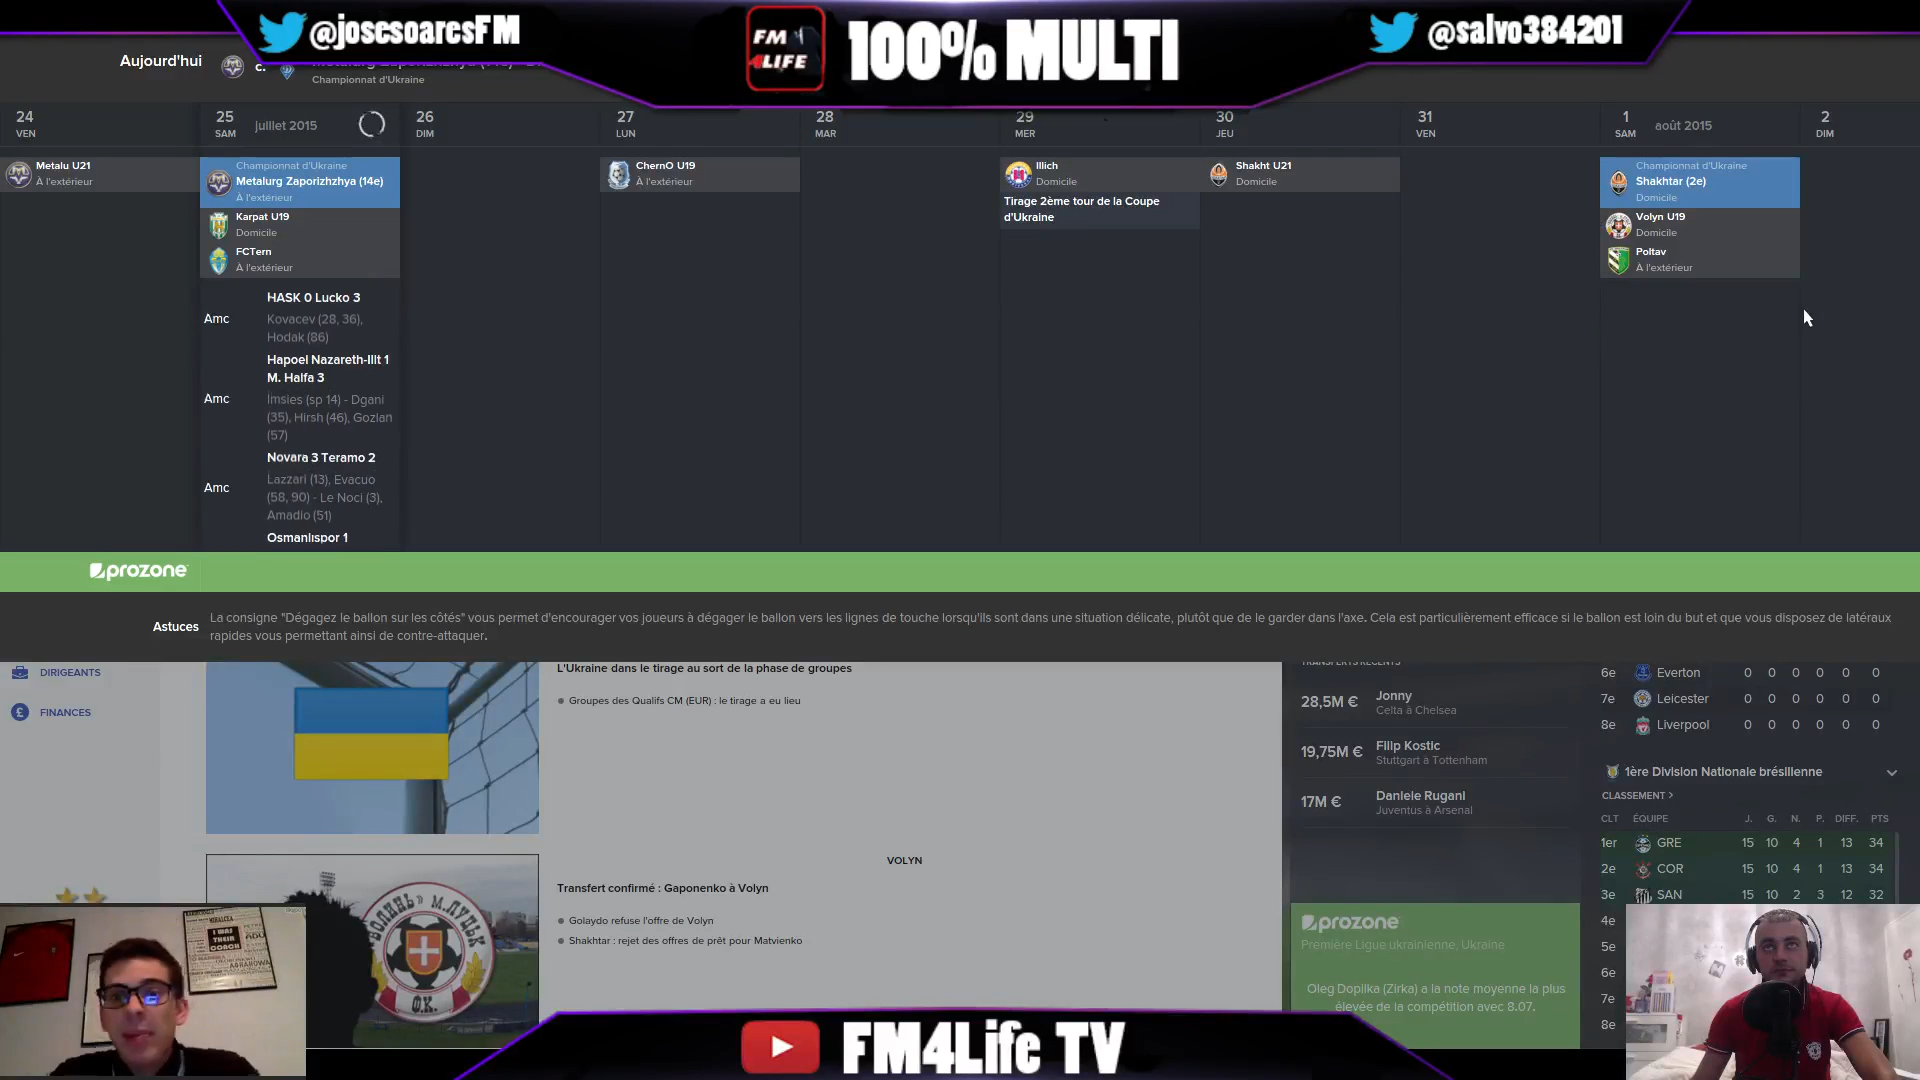 @josesoaresFM
FM
4LIFE
100% MULTI
@salvo384201
Aujourd'hui
C.
Championnat d'Ukraine
24
VEN
25
SAM
juillet 2015
26
DIM
27
LUN
28
MAR
29
MER
30
JEU
31
VEN
1
SAM
août 2015
2
DIM
Metalu U21
À l'extérieur
Championnat d'Ukraine
Metalurg Zaporizhzhya (14e)
À l'extérieur
Karpat U19
Domicile
FCTern
À l'extérieur
ChernO U19
À l'extérieur
Illich
Domicile
Tirage 2ème tour de la Coupe
d'Ukraine
Shakht U21
Domicile
Championnat d'Ukraine
Shakhtar (2e)
Domicile
Volyn U19
Domicile
Poltav
À l'extérieur
HASK 0 Lucko 3
Amc
Kovacev (28, 36),
Hodak (86)
Hapoel Nazareth-Illt 1
M. Haifa 3
Amc
Imsies (sp 14) - Dgani
(35), Hirsh (46), Gozlan
(57)
Novara 3 Teramo 2
Amc
Lazzari (13), Evacuo
(58, 90) - Le Noci (3),
Amadio (51)
Osmanlıspor 1
prozone
Astuces
La consigne "Dégagez le ballon sur les côtés" vous permet d'encourager vos joueurs à dégager le ballon vers les lignes de touche lorsqu'ils sont dans une situation délicate, plutôt que de le garder dans l'axe. Cela est particulièrement efficace si le ballon est loin du but et que vous disposez de latéraux
rapides vous permettant ainsi de contre-attaquer.
DIRIGEANTS
FINANCES
L'Ukraine dans le tirage au sort de la phase de groupes
Groupes des Qualifs CM (EUR) : le tirage a eu lieu
VOLYN
Transfert confirmé : Gaponenko à Volyn
Golaydo refuse l'offre de Volyn
Shakhtar : rejet des offres de prêt pour Matvienko
TRANSFERTS RÉCENTS
28,5M €
Jonny
Celta à Chelsea
19,75M €
Filip Kostic
Stuttgart à Tottenham
17M €
Daniele Rugani
Juventus à Arsenal
prozone
Première Ligue ukrainienne, Ukraine
Oleg Dopilka (Zirka) a la note moyenne la plus
élevée de la compétition avec 8.07.
6e Everton 0 0 0 0 0 0
7e Leicester 0 0 0 0 0 0
8e Liverpool 0 0 0 0 0 0
1ère Division Nationale brésilienne
CLASSEMENT >
CLT ÉQUIPE J. G. N. P. DIFF. PTS
1er GRE 15 10 4 1 13 34
2e COR 15 10 4 1 13 34
3e SAN 15 10 2 3 12 32
4e
5e
6e
7e
8e
I WAS
THEIR
COACH
ВОЛИНЬ" М.ЛУЦЬК
Ф.К.
FM4Life TV